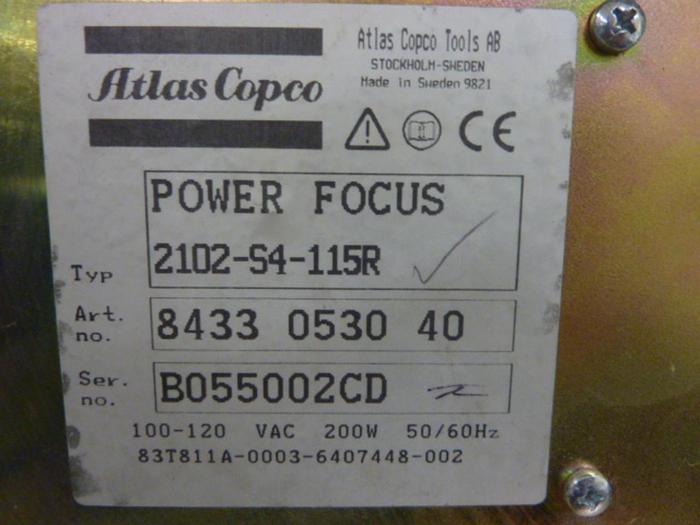 Atlas Copco
Atlas Copco Tools AB
STOCKHOLM-SWEDEN
Made in Sweden 9821
CE
POWER FOCUS
Typ 2102-S4-115R
Art. no. 8433 0530 40
Ser. no. B055002CD
100-120 VAC 200W 50/60Hz
83T811A-0003-6407448-002